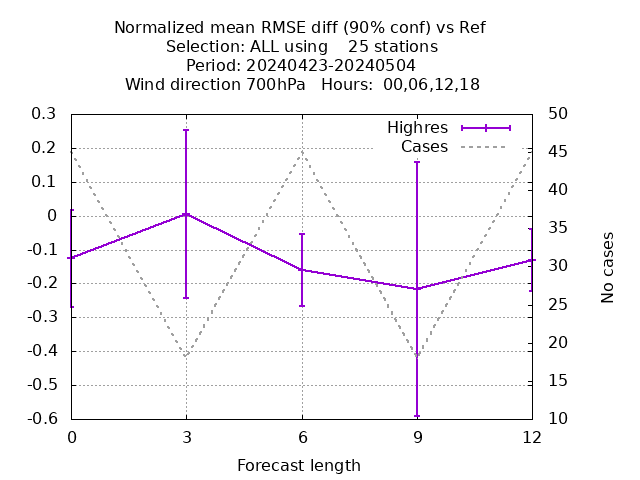 Normalized mean RMSE diff (90% conf) vs Ref
Selection: ALL using    25 stations
Period: 20240423-20240504
Wind direction 700hPa   Hours:  00,06,12,18
Highres
Cases
0.3
0.2
0.1
0
-0.1
-0.2
-0.3
-0.4
-0.5
-0.6
50
45
40
35
30
25
20
15
10
No cases
0 3 6 9 12
Forecast length